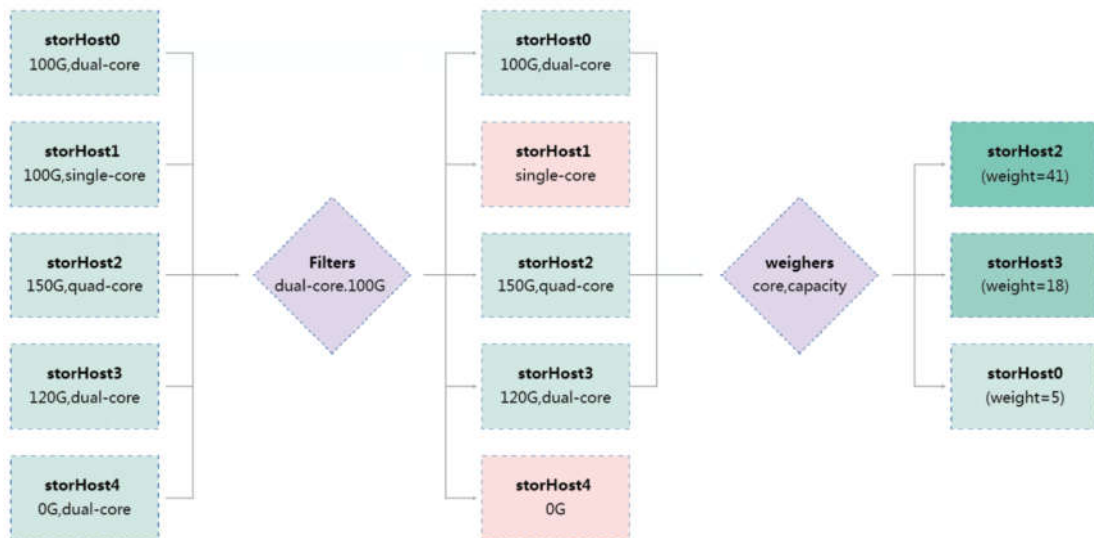 storHost0
100G,dual-core
storHost1
100G,single-core
storHost2
150G,quad-core
storHost3
120G,dual-core
storHost4
0G,dual-core
Filters
dual-core.100G
storHost0
100G,dual-core
storHost1
single-core
storHost2
150G,quad-core
storHost3
120G,dual-core
storHost4
0G
weighers
core,capacity
storHost2
(weight=41)
storHost3
(weight=18)
storHost0
(weight=5)